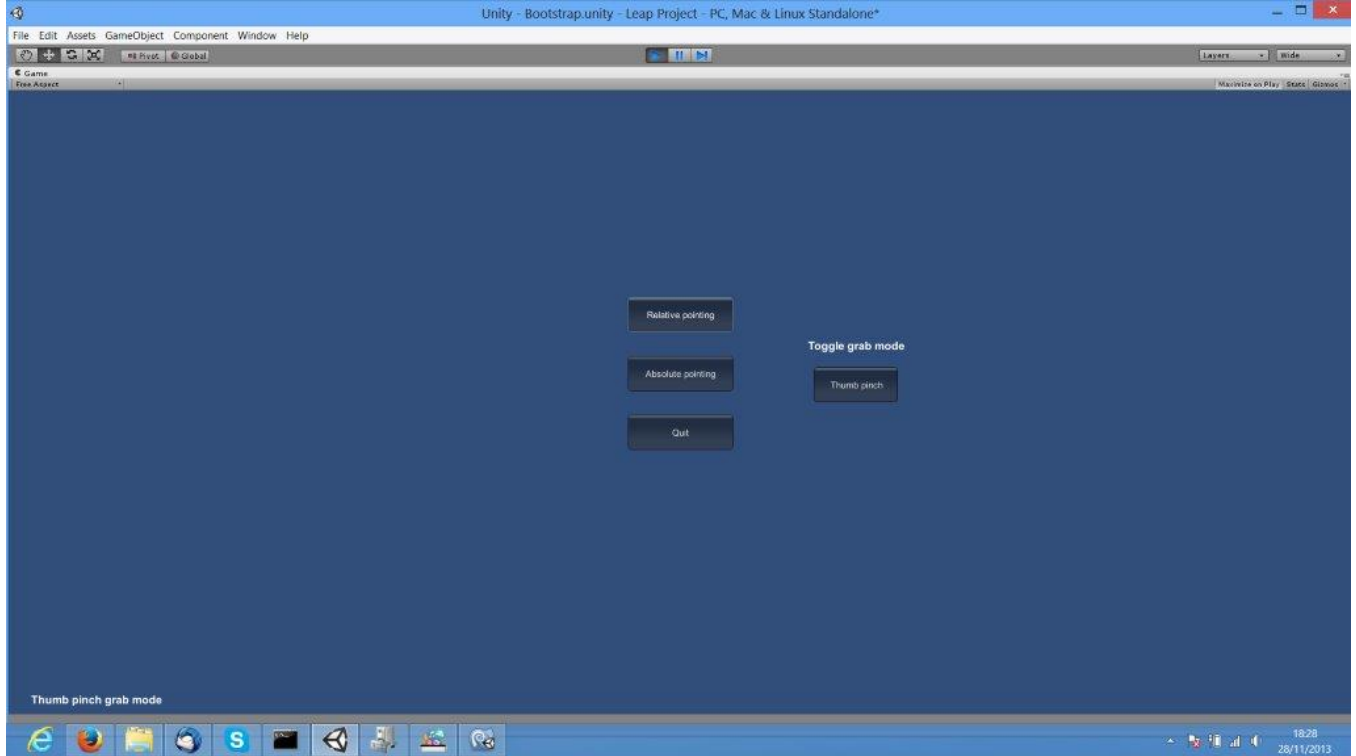 Unity - Bootstrap.unity - Leap Project - PC, Mac & Linux Standalone*
File Edit Assets GameObject Component Window Help
Pivot Global Layers Wide
Game
Free Aspect Maximize on Play Stats Gizmos
Relative pointing
Toggle grab mode
Absolute pointing
Thumb pinch
Quit
Thumb pinch grab mode
18:28
28/11/2013